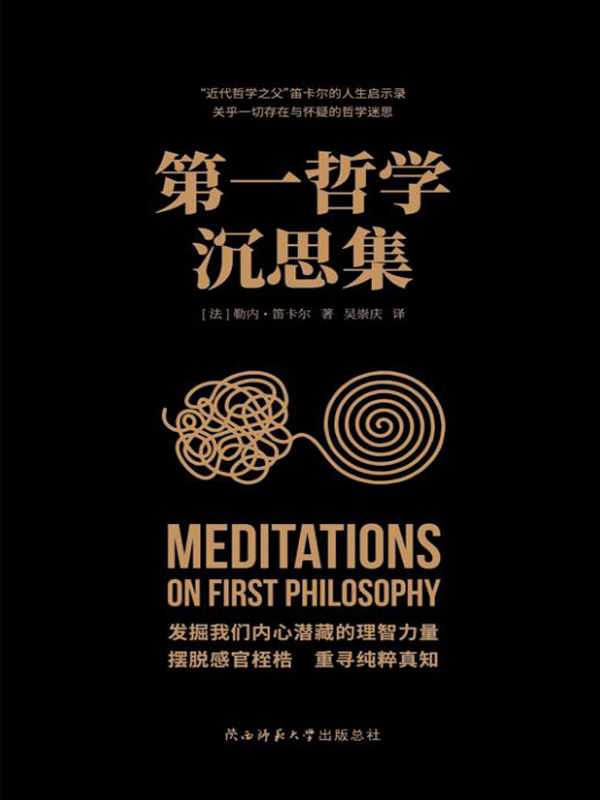 “近代哲学之父”笛卡尔的人生启示录
关乎一切存在与怀疑的哲学迷思
第一哲学
沉思集
[法]勒内·笛卡尔 著 吴崇庆 译
MEDITATIONS
ON FIRST PHILOSOPHY
发掘我们内心潜藏的理智力量
摆脱感官桎梏 重寻纯粹真知
陕西师范大学出版总社